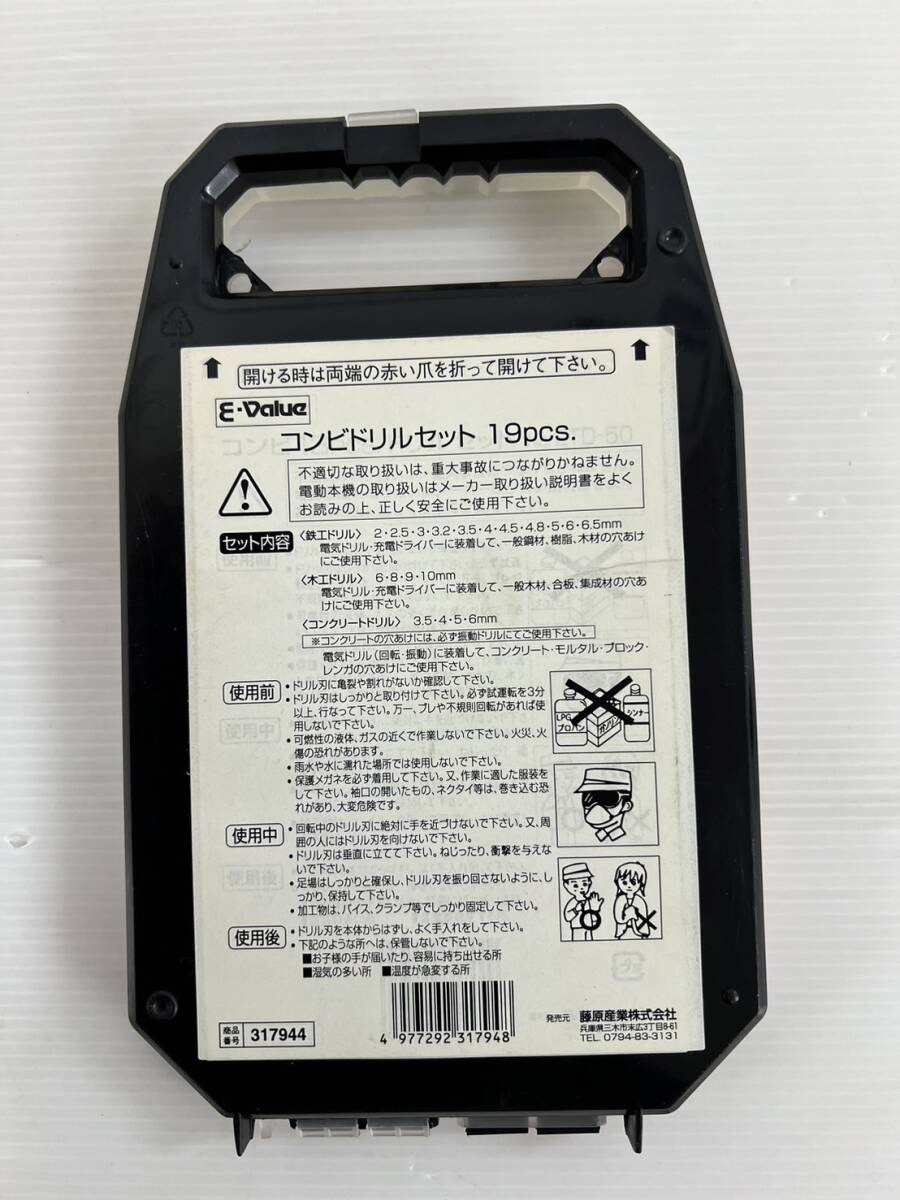 開ける時は両端の赤い爪を折って開けて下さい。
E-Value
コンビドリルセット 19pcs.
不適切な取り扱いは、重大事故につながりかねません。
電動本機の取り扱いはメーカー取り扱い説明書をよく
お読みの上、正しく安全にご使用下さい。
セット内容
〈鉄工ドリル〉 2・2.5・3・3.2・3.5・4・4.5・4.8・5・6・6.5mm
電気ドリル・充電ドライバーに装着して、一般鋼材、樹脂、木材の穴あけ
にご使用下さい。
〈木工ドリル〉 6・8・9・10mm
電気ドリル・充電ドライバーに装着して、一般木材、合板、集成材の穴あ
けにご使用下さい。
〈コンクリートドリル〉 3.5・4・5・6mm
※コンクリートの穴あけには、必ず振動ドリルにてご使用下さい。
電気ドリル（回転・振動）に装着して、コンクリート・モルタル・ブロック・
レンガの穴あけにご使用下さい。
使用前
・ドリル刃に亀裂や割れがないか確認して下さい。
・ドリル刃はしっかりと取り付けて下さい。必ず試運転を3分
以上、行なって下さい。万一、ブレや不規則回転があれば使
用しないで下さい。
・可燃性の液体、ガスの近くで作業しないで下さい。火災、火
傷の恐れがあります。
・雨水や水に濡れた場所では使用しないで下さい。
・保護メガネを必ず着用して下さい。又、作業に適した服装を
して下さい。袖口の開いたもの、ネクタイ等は、巻き込む恐
れがあり、大変危険です。
LPG
プロパン
ガソリン
シンナー
使用中
・回転中のドリル刃に絶対に手を近づけないで下さい。又、周
囲の人にはドリル刃を向けないで下さい。
・ドリル刃は垂直に立てて下さい。ねじったり、衝撃を与えな
いで下さい。
・足場はしっかりと確保し、ドリル刃を振り回さないように、し
っかり、保持して下さい。
・加工物は、バイス、クランプ等でしっかり固定して下さい。
使用後
・ドリル刃を本体からはずし、よく手入れをして下さい。
・下記のような所へは、保管しないで下さい。
■お子様の手が届いたり、容易に持ち出せる所
■湿気の多い所 ■温度が急変する所
商品番号 317944
4 977292 317948
発売元 藤原産業株式会社
兵庫県三木市末広3丁目8-61
TEL. 0794-83-3131